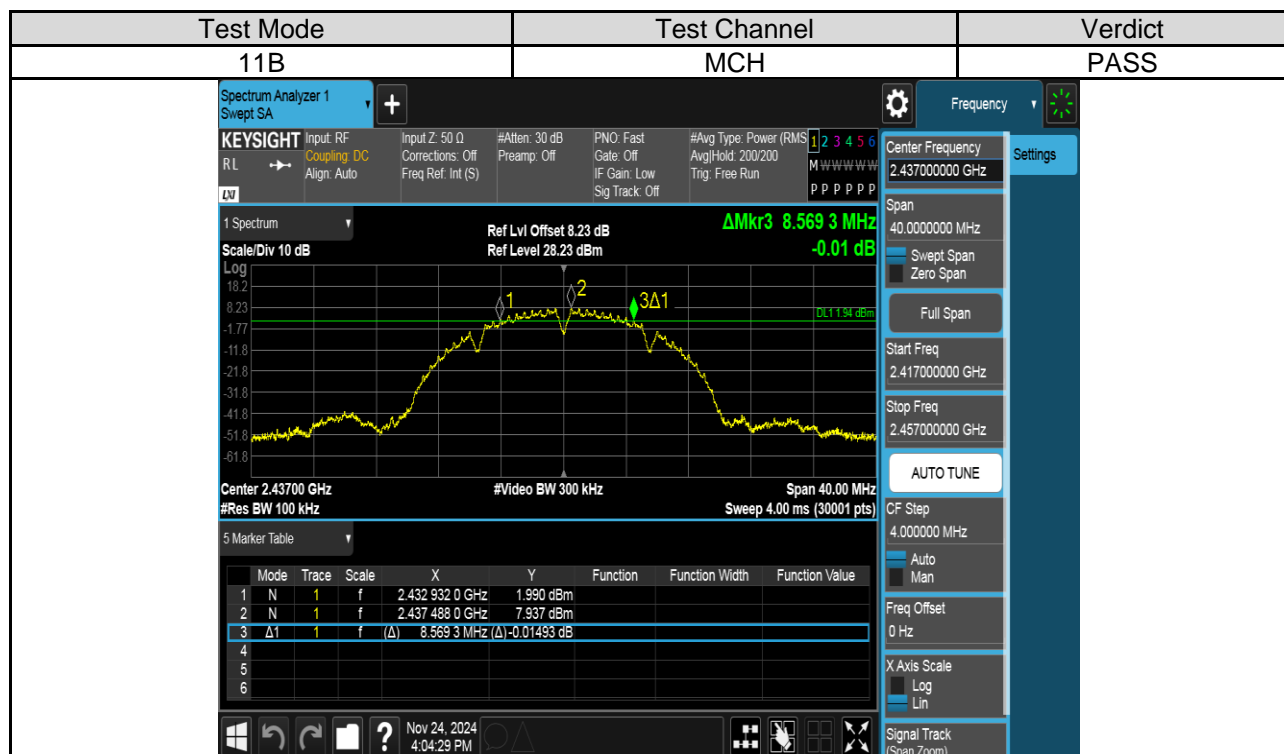 Test Mode Test Channel Verdict
11B MCH PASS
Spectrum Analyzer 1
Swept SA
+
Frequency
KEYSIGHT Input: RF Input Z: 50 Ω #Atten: 30 dB PNO: Fast #Avg Type: Power (RMS 1 2 3 4 5 6
RL Coupling: DC Corrections: Off Preamp: Off Gate: Off Avg|Hold: 200/200 M W W W W W
Align: Auto Freq Ref: Int (S) IF Gain: Low Trig: Free Run
LXI Sig Track: Off P P P P P P
Center Frequency
2.437000000 GHz
Settings
Span
40.0000000 MHz
Swept Span
Zero Span
Full Span
Start Freq
2.417000000 GHz
Stop Freq
2.457000000 GHz
AUTO TUNE
CF Step
4.000000 MHz
Auto
Man
Freq Offset
0 Hz
X Axis Scale
Log
Lin
Signal Track
(Span Zoom)
1 Spectrum
Ref Lvl Offset 8.23 dB ΔMkr3 8.569 3 MHz
Scale/Div 10 dB Ref Level 28.23 dBm -0.01 dB
Log
18.2
8.23
-1.77
-11.8
-21.8
-31.8
-41.8
-51.8
-61.8
1 2 3Δ1
DL1 1.94 dBm
Center 2.43700 GHz #Video BW 300 kHz Span 40.00 MHz
#Res BW 100 kHz Sweep 4.00 ms (30001 pts)
5 Marker Table
Mode Trace Scale X Y Function Function Width Function Value
1 N 1 f 2.432 932 0 GHz 1.990 dBm
2 N 1 f 2.437 488 0 GHz 7.937 dBm
3 Δ1 1 f (Δ) 8.569 3 MHz (Δ) -0.01493 dB
4
5
6
? Nov 24, 2024
4:04:29 PM